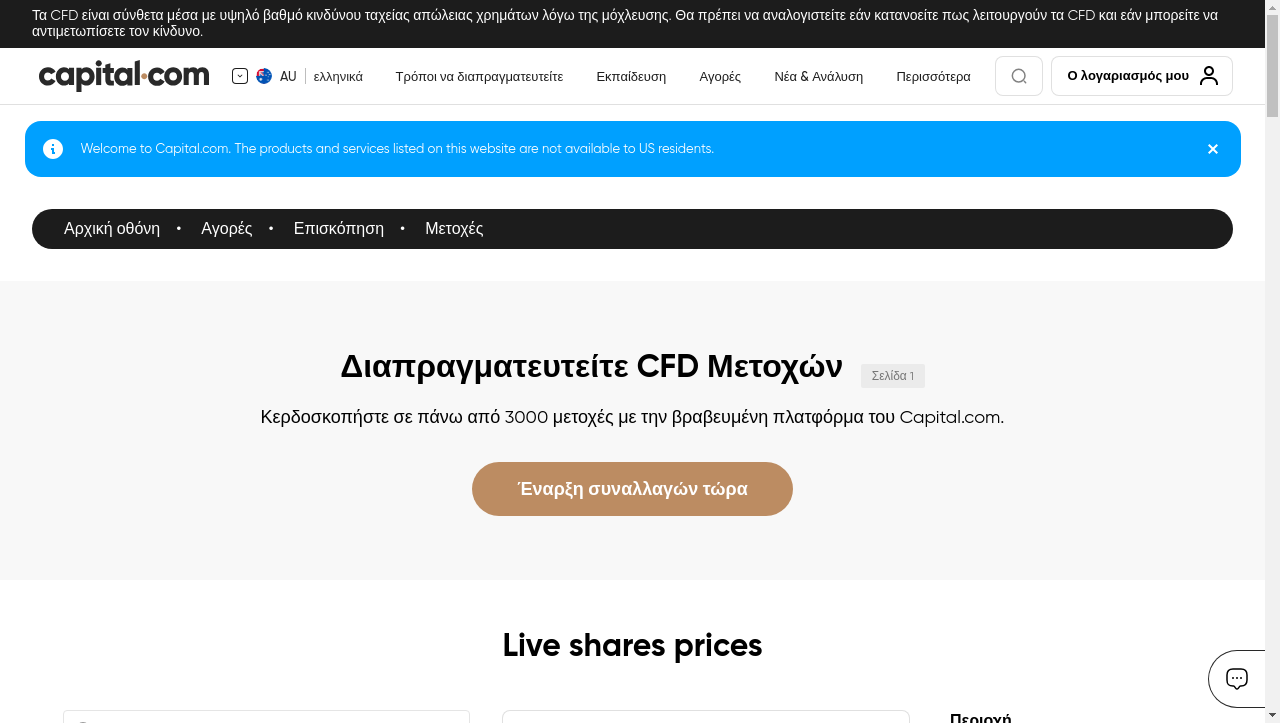 Τα CFD είναι σύνθετα μέσα με υψηλό βαθμό κινδύνου ταχείας απώλειας χρημάτων λόγω της μόχλευσης. Θα πρέπει να αναλογιστείτε εάν κατανοείτε πως λειτουργούν τα CFD και εάν μπορείτε να
αντιμετωπίσετε τον κίνδυνο.
capital.com AU ελληνικά Τρόποι να διαπραγματευτείτε Εκπαίδευση Αγορές Νέα & Ανάλυση Περισσότερα Ο λογαριασμός μου
Welcome to Capital.com. The products and services listed on this website are not available to US residents.
Αρχική οθόνη • Αγορές • Επισκόπηση • Μετοχές
Διαπραγματευτείτε CFD Μετοχών Σελίδα 1
Κερδοσκοπήστε σε πάνω από 3000 μετοχές με την βραβευμένη πλατφόρμα του Capital.com.
Έναρξη συναλλαγών τώρα
Live shares prices
Περιοχή